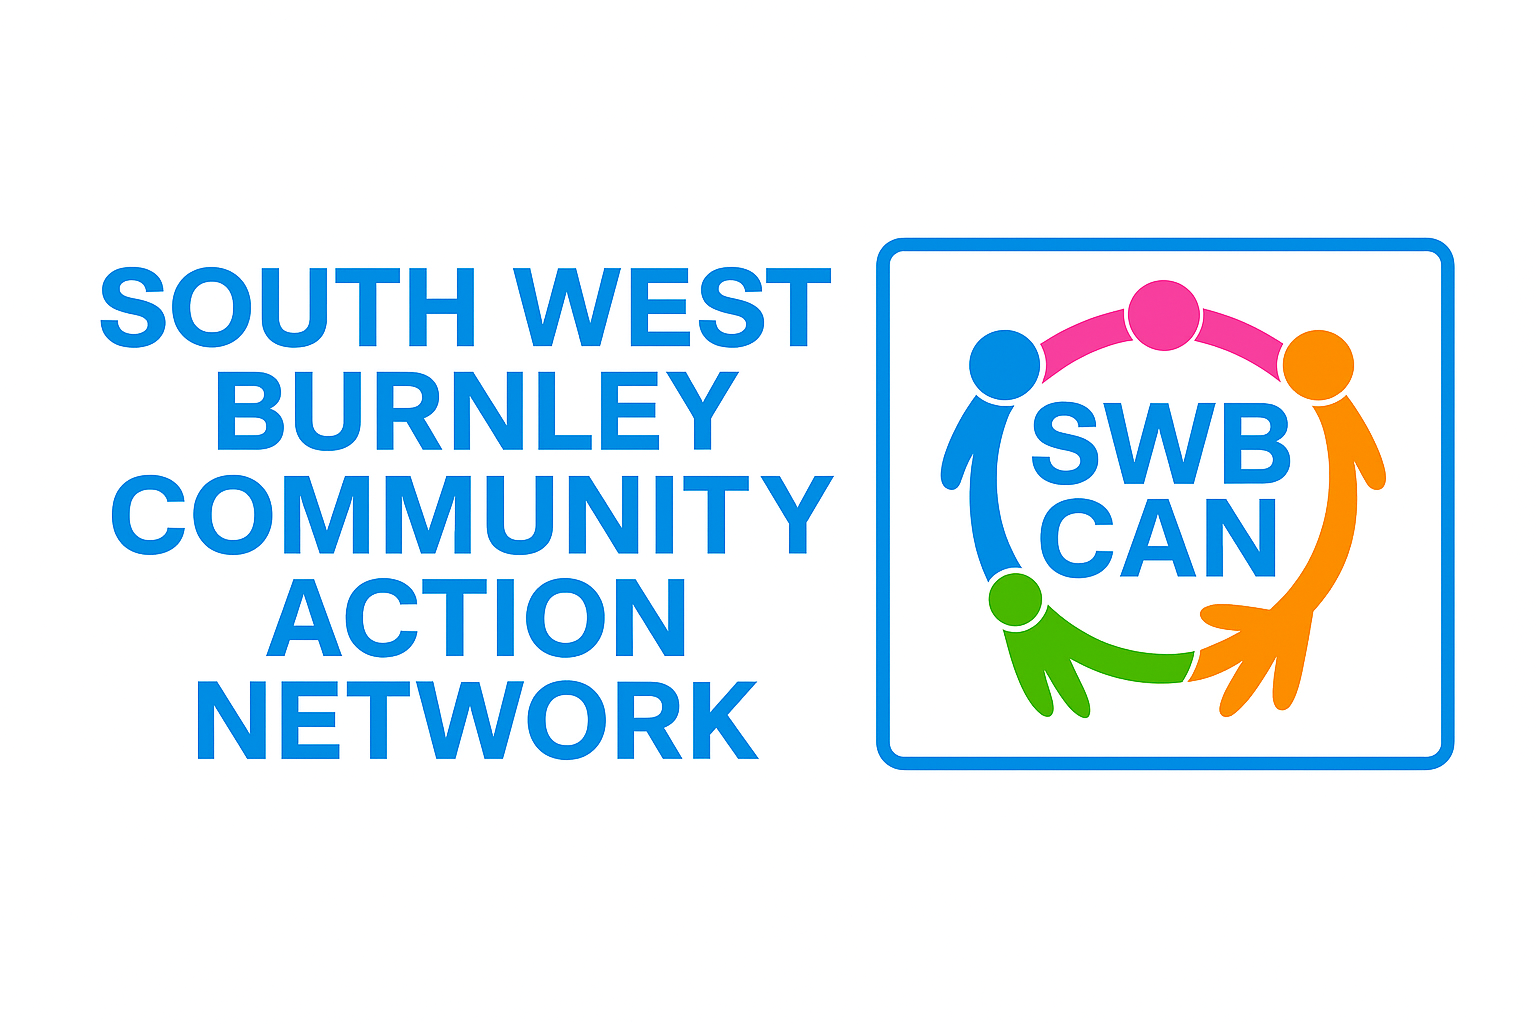 SOUTH WEST
BURNLEY
COMMUNITY
ACTION
NETWORK
SWB
CAN